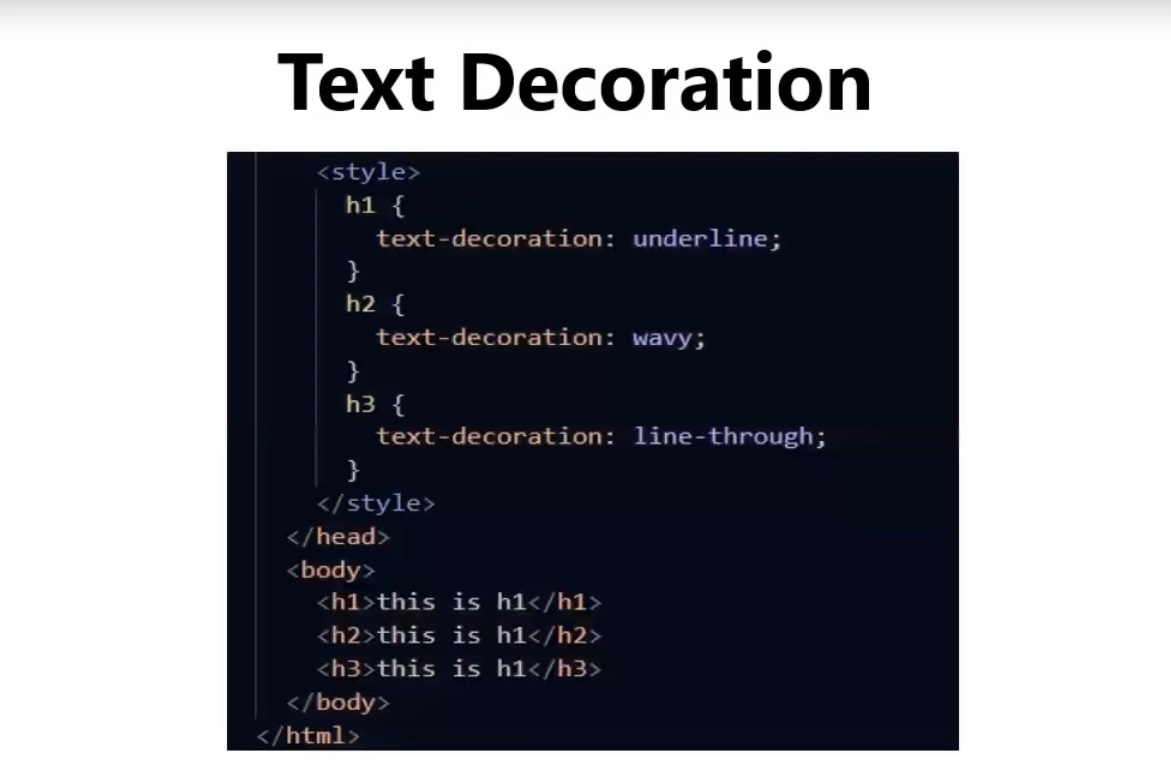 Text Decoration
<style>
h1 {
text-decoration: underline;
}
h2 {
text-decoration: wavy;
}
h3 {
text-decoration: line-through;
}
</style>
</head>
<body>
<h1>this is h1</h1>
<h2>this is h1</h2>
<h3>this is h1</h3>
</body>
</html>